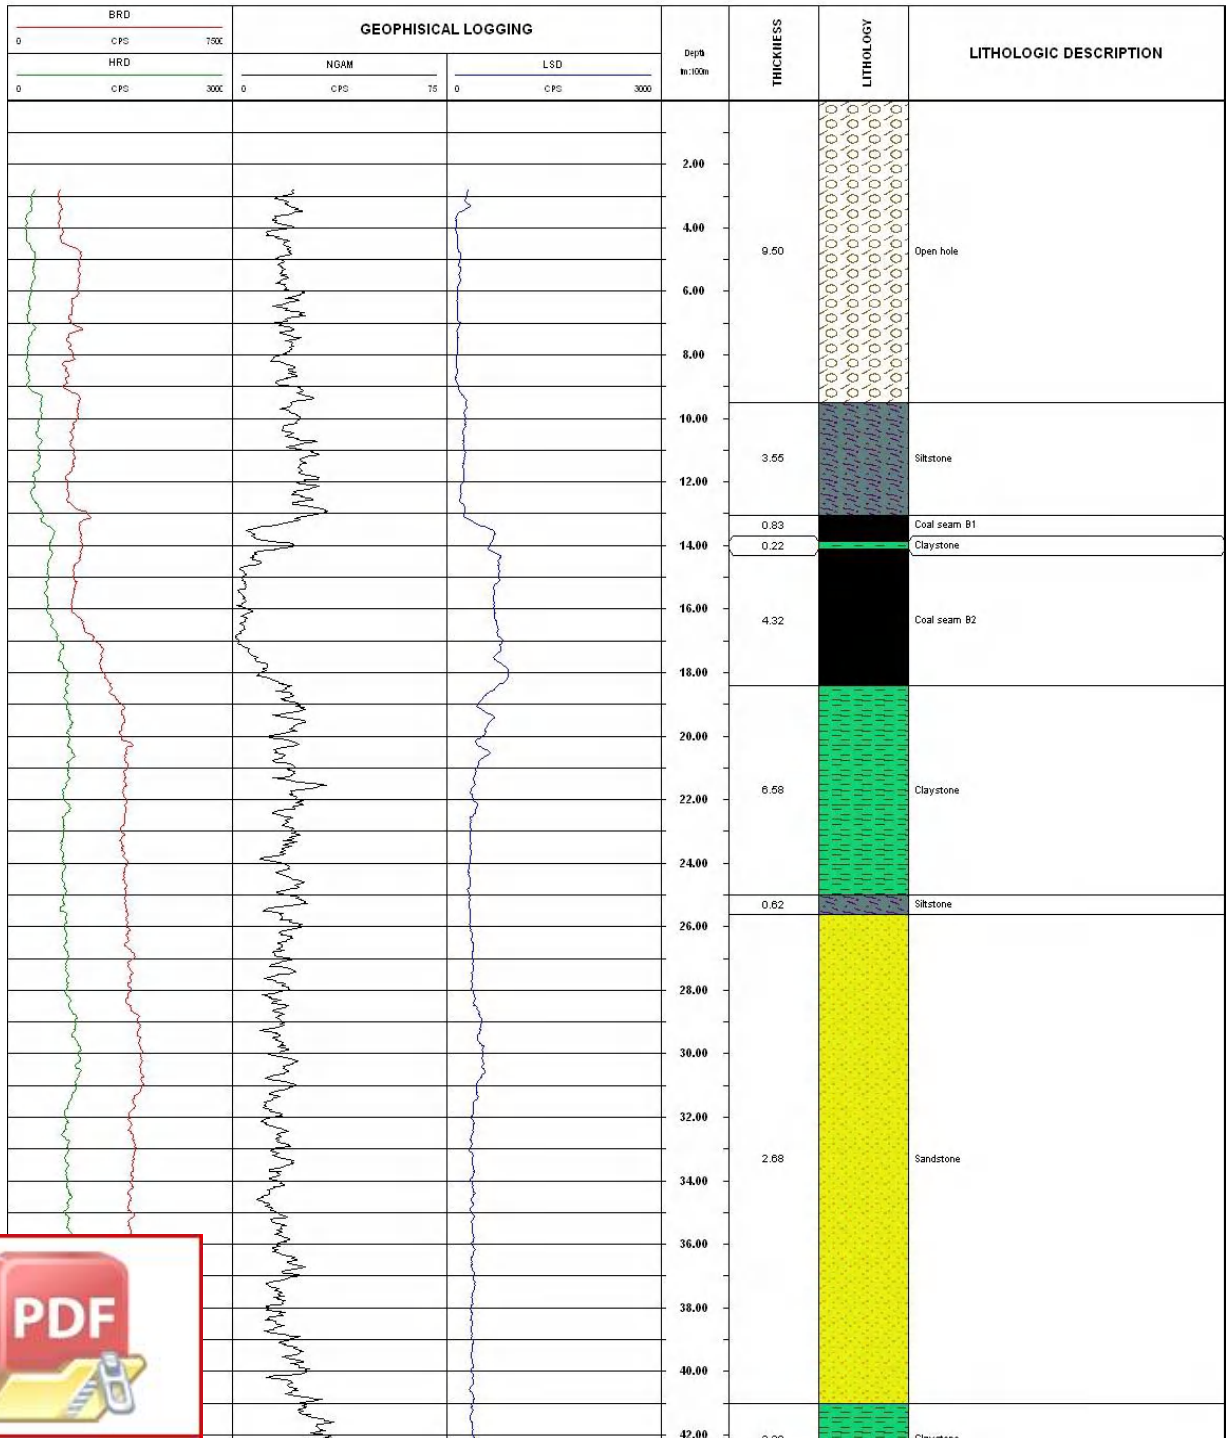 BRD
0 CPS 7500
HRD
0 CPS 3000
GEOPHISICAL LOGGING
NGAM
0 CPS 75
LSD
0 CPS 3000
Depth
1m:100m
THICKNESS
LITHOLOGY
LITHOLOGIC DESCRIPTION
2.00
4.00
9.50 Open hole
6.00
8.00
10.00
3.55 Siltstone
12.00
0.83 Coal seam B1
14.00 0.22 Claystone
16.00
4.32 Coal seam B2
18.00
20.00
6.58 Claystone
22.00
24.00
0.62 Siltstone
26.00
28.00
30.00
32.00
2.68 Sandstone
34.00
36.00
38.00
40.00
42.00 Claystone
PDF